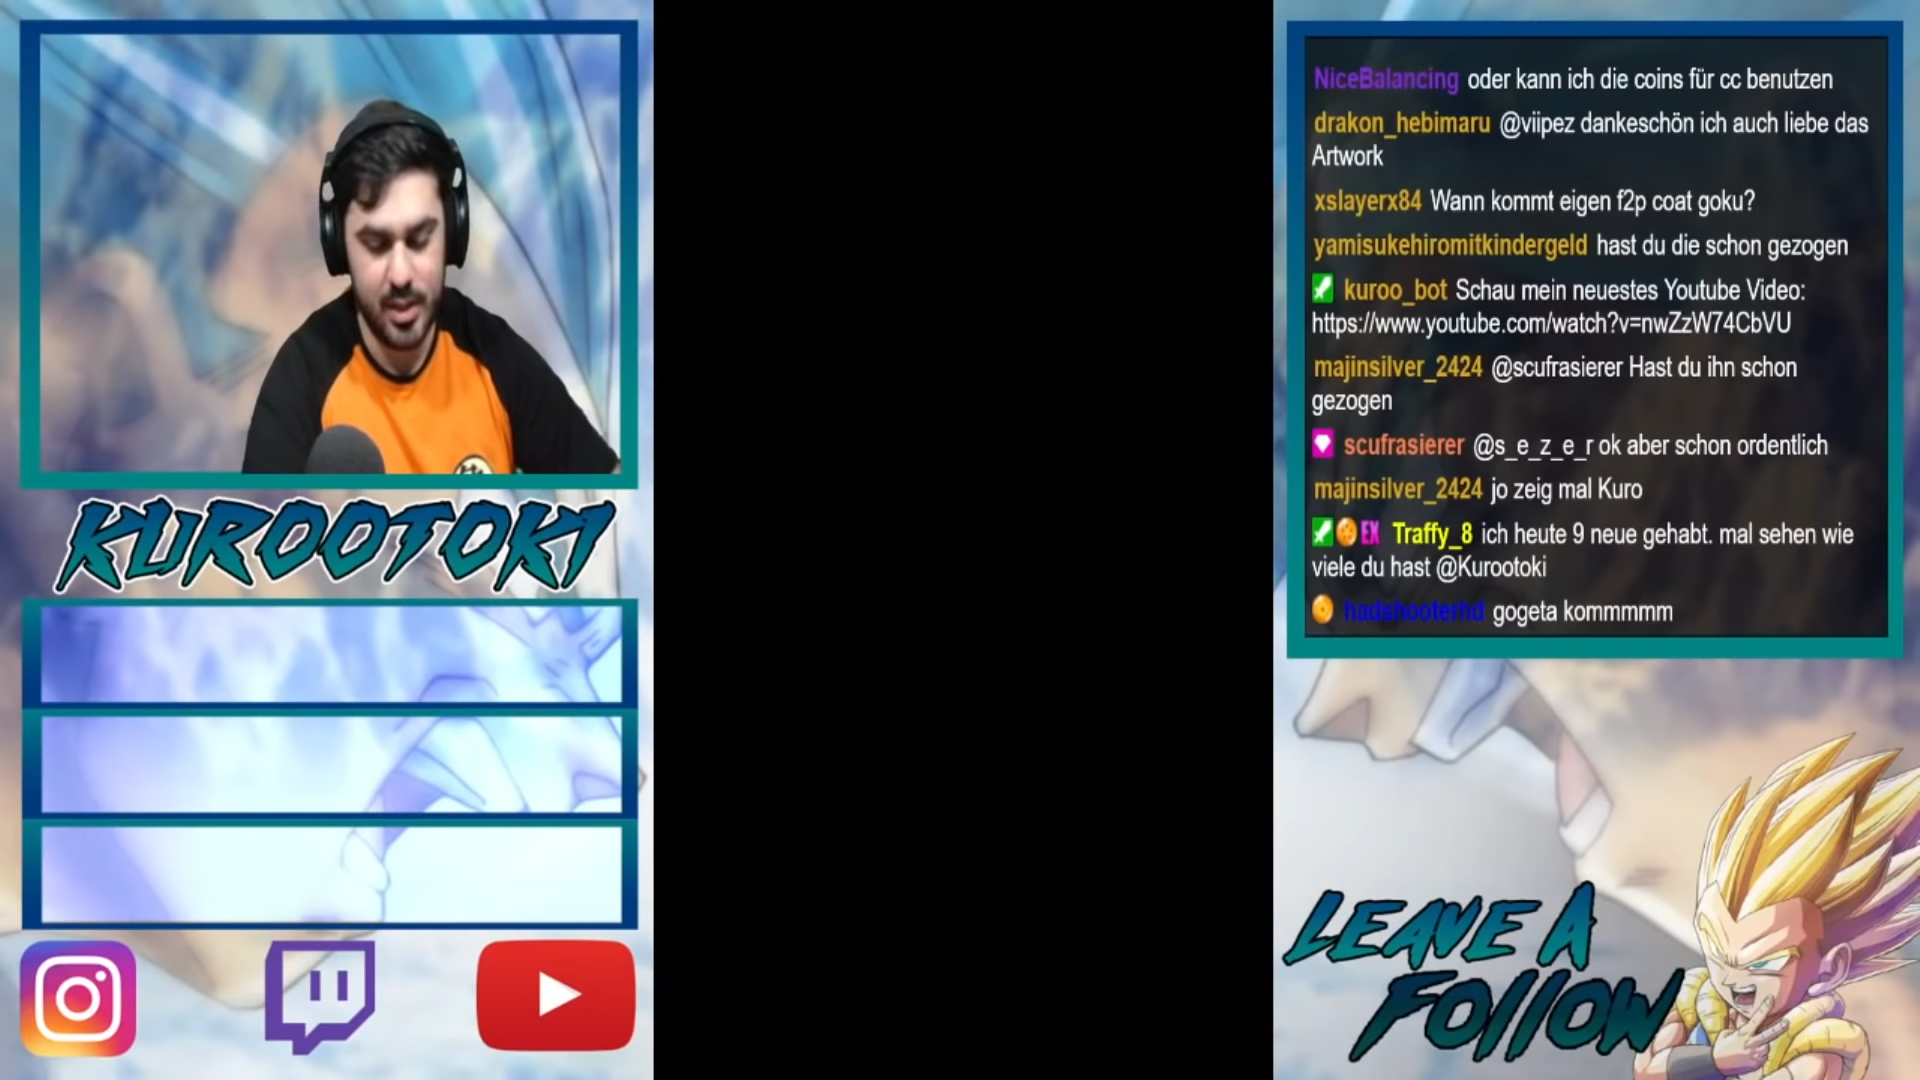 KUROOTOKI
NiceBalancing oder kann ich die coins für cc benutzen
drakon_hebimaru @viipez dankeschön ich auch liebe das
Artwork
xslayerx84 Wann kommt eigen f2p coat goku?
yamisukehiromitkindergeld hast du die schon gezogen
kuroo_bot Schau mein neuestes Youtube Video:
https://www.youtube.com/watch?v=nwZzW74CbVU
majinsilver_2424 @scufrasierer Hast du ihn schon
gezogen
scufrasierer @s_e_z_e_r ok aber schon ordentlich
majinsilver_2424 jo zeig mal Kuro
EX Traffy_8 ich heute 9 neue gehabt. mal sehen wie
viele du hast @Kurootoki
hadshooterhd gogeta kommmmm
LEAVE A
FOllOW